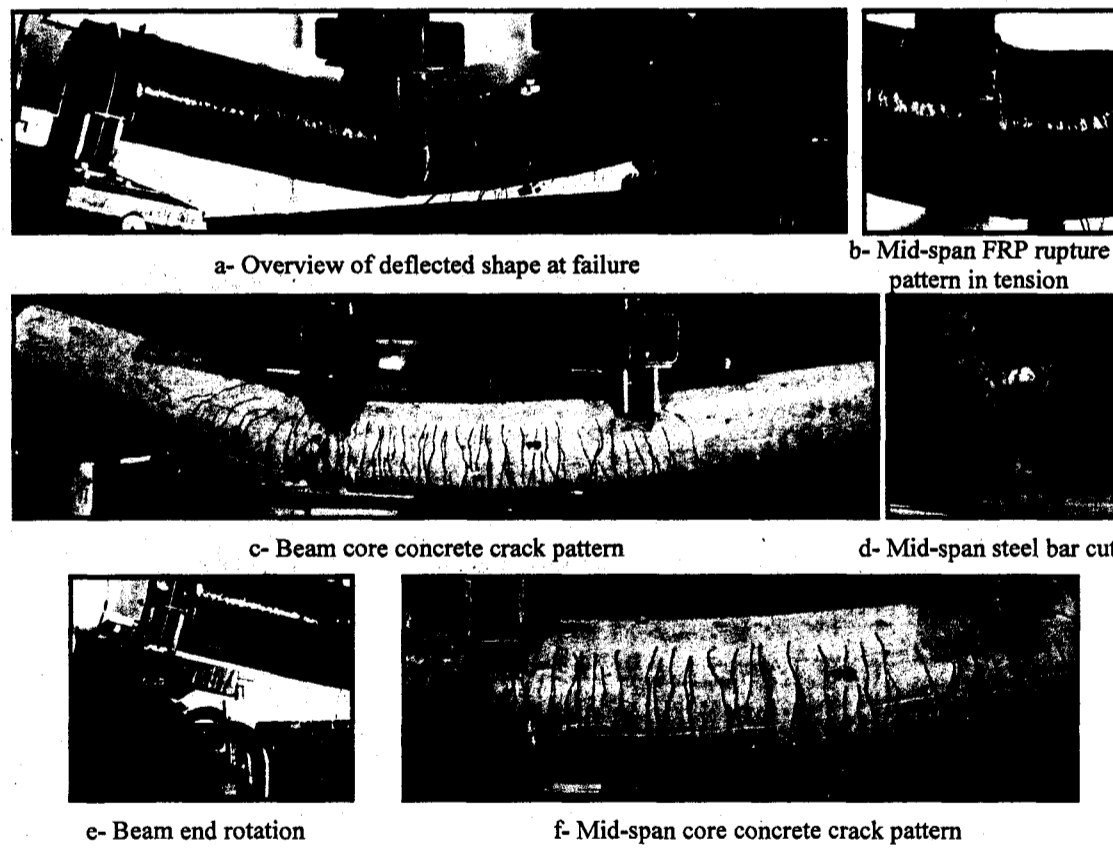 a- Overview of deflected shape at failure
b- Mid-span FRP rupture
pattern in tension
c- Beam core concrete crack pattern
d- Mid-span steel bar cut
e- Beam end rotation
f- Mid-span core concrete crack pattern